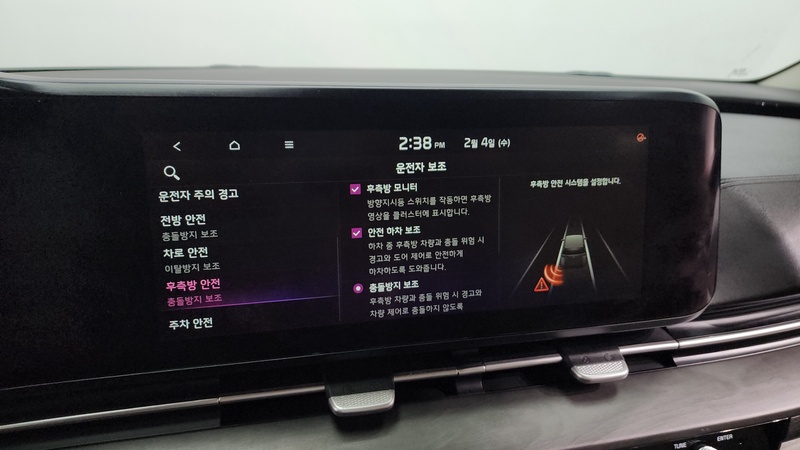 2:38 PM 2월 4일 (수)
운전자 보조
운전자 주의 경고
전방 안전
충돌방지 보조
차로 안전
이탈방지 보조
후측방 안전
충돌방지 보조
주차 안전
후측방 모니터
방향지시등 스위치를 작동하면 후측방
영상을 클러스터에 표시합니다.
안전 하차 보조
하차 중 후측방 차량과 충돌 위험 시
경고와 도어 제어로 안전하게
하차하도록 도와줍니다.
충돌방지 보조
후측방 차량과 충돌 위험 시 경고와
차량 제어로 충돌하지 않도록
후측방 안전 시스템을 설정합니다.
TUNE
ENTER